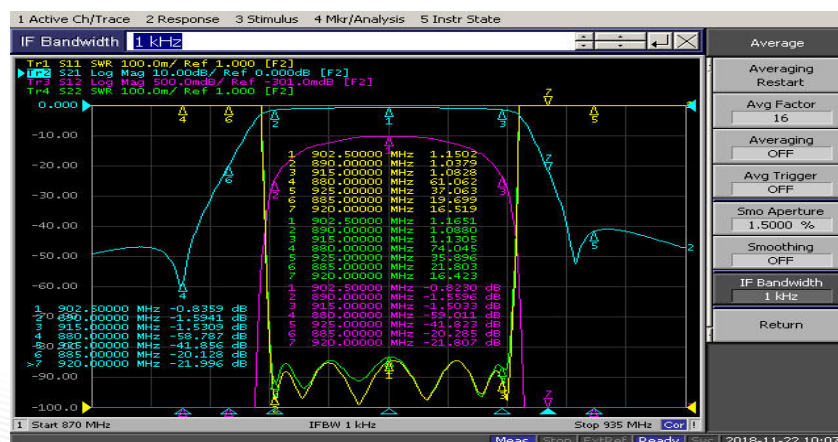 1 Active Ch/Trace 2 Response 3 Stimulus 4 Mkr/Analysis 5 Instr State
IF Bandwidth 1 kHz
Tr1 S11 SWR 100.0m/ Ref 1.000 [F2]
Tr2 S21 Log Mag 10.00dB/ Ref 0.000dB [F2]
Tr3 S12 Log Mag 500.0mdB/ Ref -301.0mdB [F2]
Tr4 S22 SWR 100.0m/ Ref 1.000 [F2]
0.000
-10.00
-20.00
-30.00
-40.00
-50.00
-60.00
-70.00
-80.00
-90.00
-100.0
1 902.50000 MHz 1.1502
2 890.00000 MHz 1.0379
3 915.00000 MHz 1.0828
4 880.00000 MHz 61.062
5 925.00000 MHz 37.063
6 885.00000 MHz 19.699
7 920.00000 MHz 16.519
1 902.50000 MHz 1.1651
2 890.00000 MHz 1.0880
3 915.00000 MHz 1.1305
4 880.00000 MHz 74.045
5 925.00000 MHz 35.896
6 885.00000 MHz 21.803
7 920.00000 MHz 16.423
1 902.50000 MHz -0.8230 dB
2 890.00000 MHz -1.5596 dB
3 915.00000 MHz -1.5033 dB
4 880.00000 MHz -59.011 dB
5 925.00000 MHz -41.823 dB
6 885.00000 MHz -20.285 dB
7 920.00000 MHz -21.807 dB
1 902.50000 MHz -0.8359 dB
2 890.00000 MHz -1.5941 dB
3 915.00000 MHz -1.5309 dB
4 880.00000 MHz -58.787 dB
5 925.00000 MHz -41.856 dB
6 885.00000 MHz -20.128 dB
>7 920.00000 MHz -21.996 dB
1 Start 870 MHz IFBW 1 kHz Stop 935 MHz Cor !
Meas Stop ExtRef Ready Svc 2018-11-22 10:07
Average
Averaging
Restart
Avg Factor
16
Averaging
OFF
Avg Trigger
OFF
Smo Aperture
1.5000 %
Smoothing
OFF
IF Bandwidth
1 kHz
Return